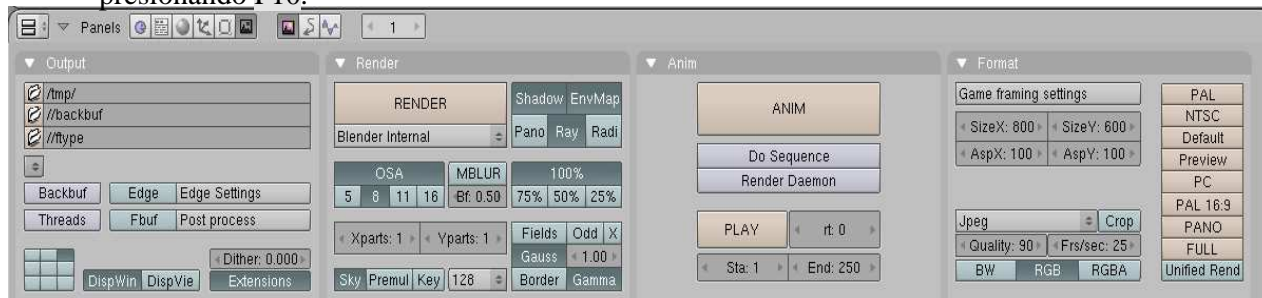 presionando F10.
Panels
1
Output
/tmp/
//backbuf
//ftype
Backbuf Edge Edge Settings
Threads Fbuf Post process
Dither: 0.000
DispWin DispVie Extensions
Render
RENDER
Shadow EnvMap
Blender Internal
Pano Ray Radi
OSA MBLUR 100%
5 8 11 16 Bf: 0.50 75% 50% 25%
Xparts: 1 Yparts: 1 Fields Odd X
Gauss 1.00
Sky Premul Key 128 Border Gamma
Anim
ANIM
Do Sequence
Render Daemon
PLAY rt: 0
Sta: 1 End: 250
Format
Game framing settings
SizeX: 800 SizeY: 600
AspX: 100 AspY: 100
Jpeg Crop
Quality: 90 Frs/sec: 25
BW RGB RGBA
PAL
NTSC
Default
Preview
PC
PAL 16:9
PANO
FULL
Unified Rend